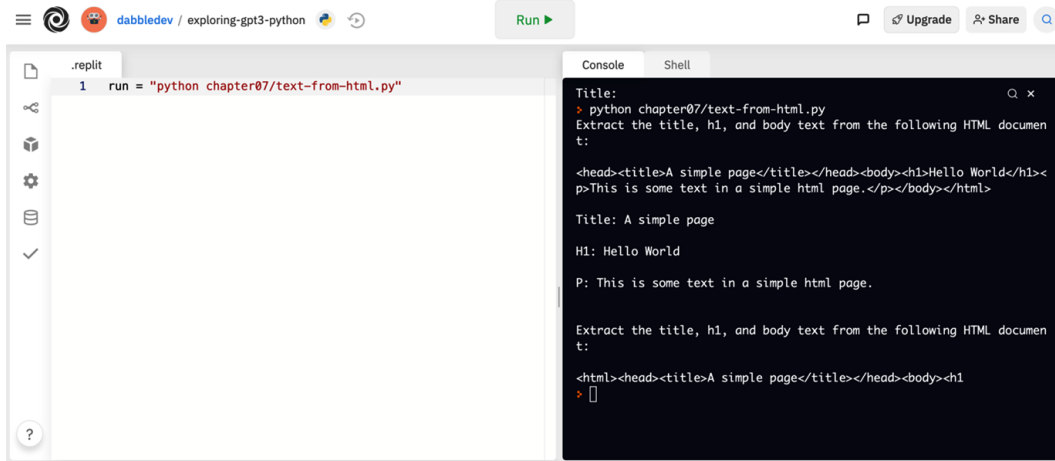 dabbledev / exploring-gpt3-python
Run
Upgrade
Share
.replit
1 run = "python chapter07/text-from-html.py"
?
Console Shell
Title:
> python chapter07/text-from-html.py
Extract the title, h1, and body text from the following HTML documen
t:
<head><title>A simple page</title></head><body><h1>Hello World</h1><
p>This is some text in a simple html page.</p></body></html>
Title: A simple page
H1: Hello World
P: This is some text in a simple html page.
Extract the title, h1, and body text from the following HTML documen
t:
<html><head><title>A simple page</title></head><body><h1
>